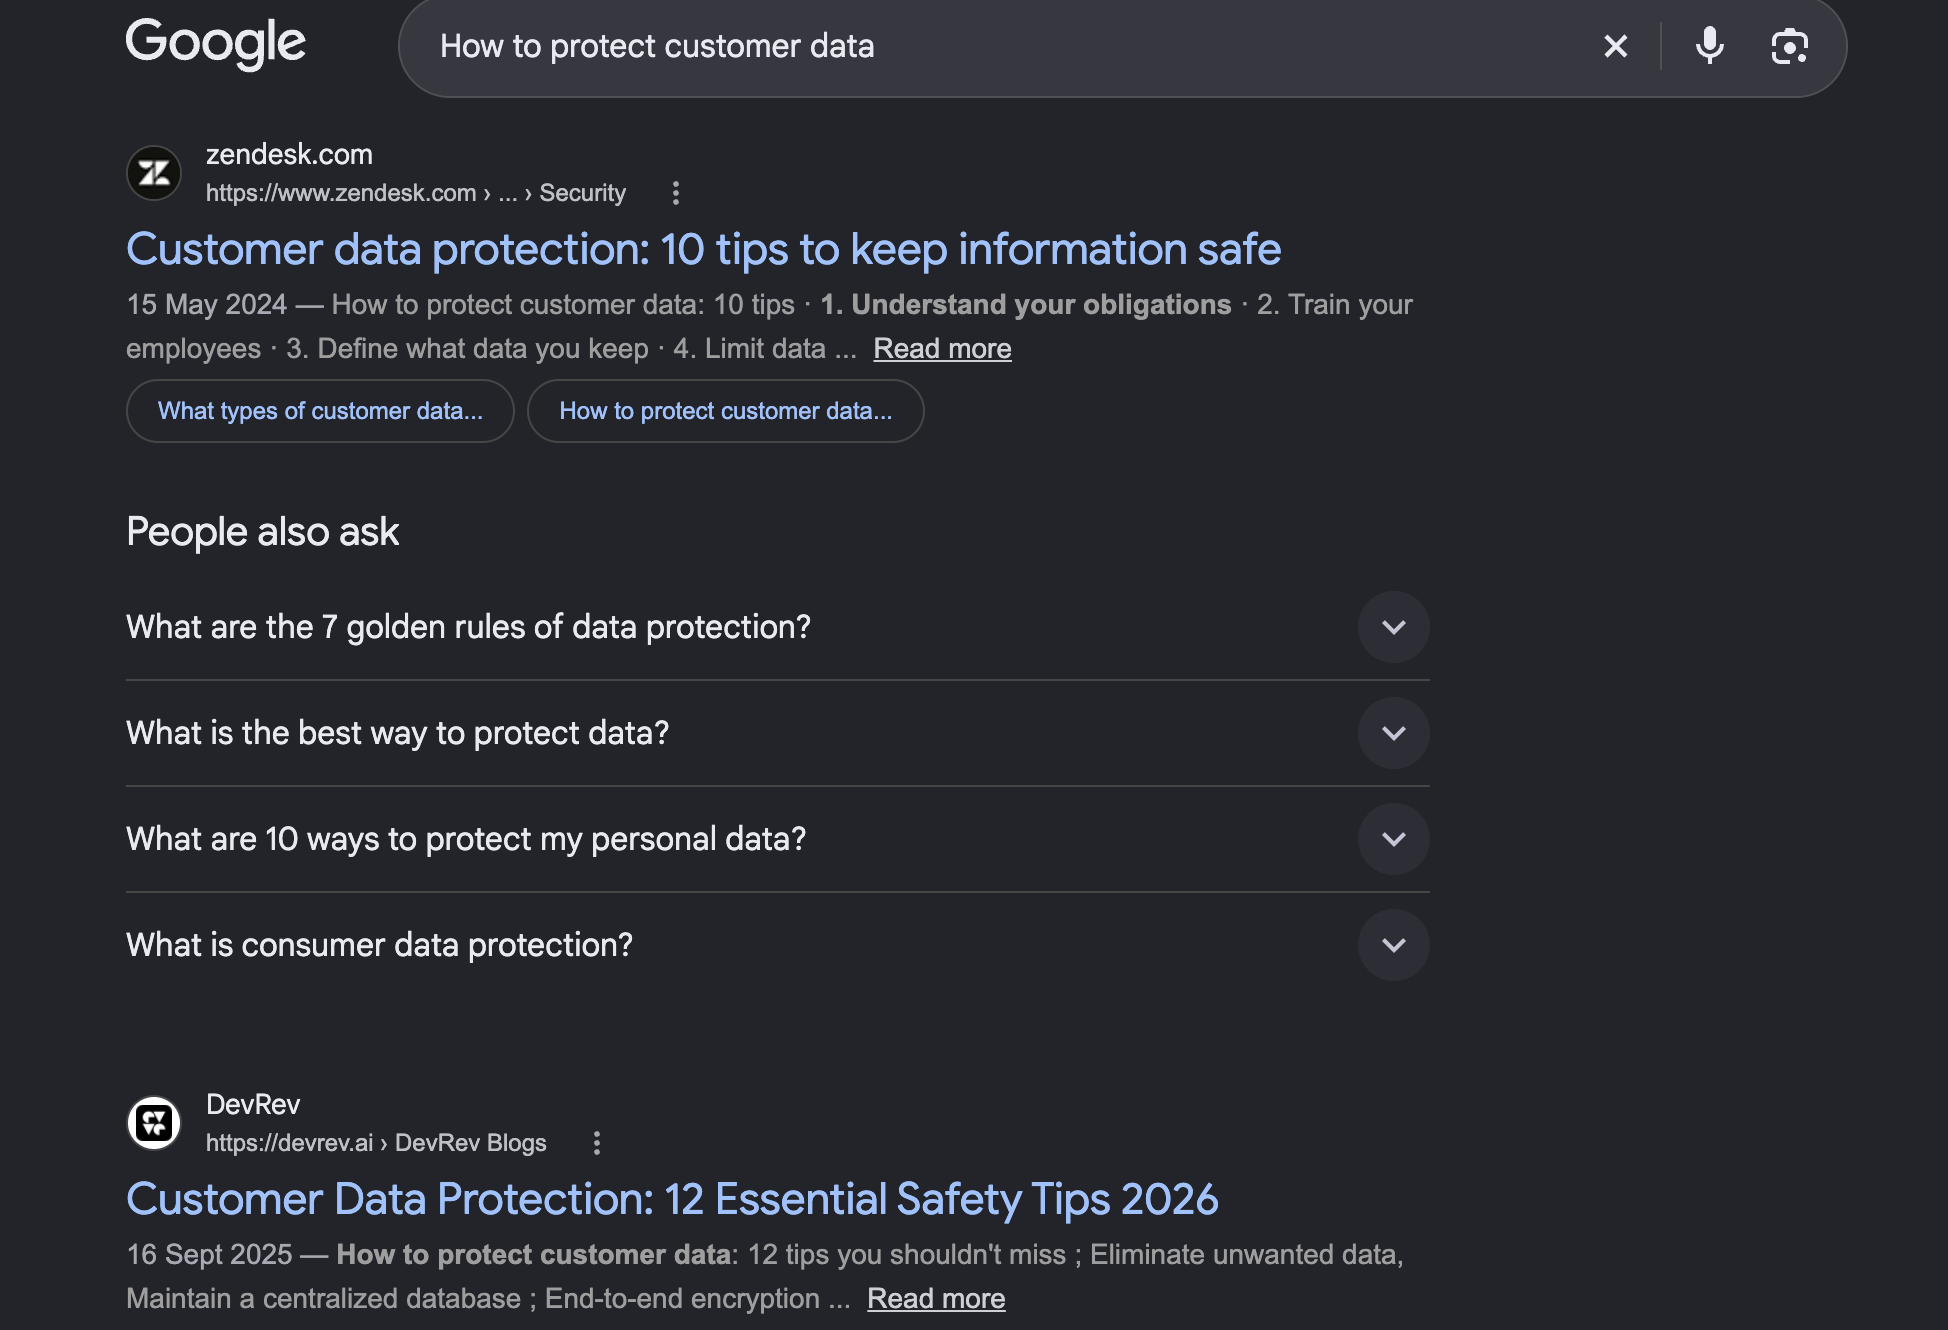 Google
How to protect customer data
zendesk.com
https://www.zendesk.com › ... › Security
Customer data protection: 10 tips to keep information safe
15 May 2024 — How to protect customer data: 10 tips · 1. Understand your obligations · 2. Train your
employees · 3. Define what data you keep · 4. Limit data ... Read more
What types of customer data...
How to protect customer data...
People also ask
What are the 7 golden rules of data protection?
What is the best way to protect data?
What are 10 ways to protect my personal data?
What is consumer data protection?
DevRev
https://devrev.ai › DevRev Blogs
Customer Data Protection: 12 Essential Safety Tips 2026
16 Sept 2025 — How to protect customer data: 12 tips you shouldn't miss ; Eliminate unwanted data,
Maintain a centralized database ; End-to-end encryption ... Read more